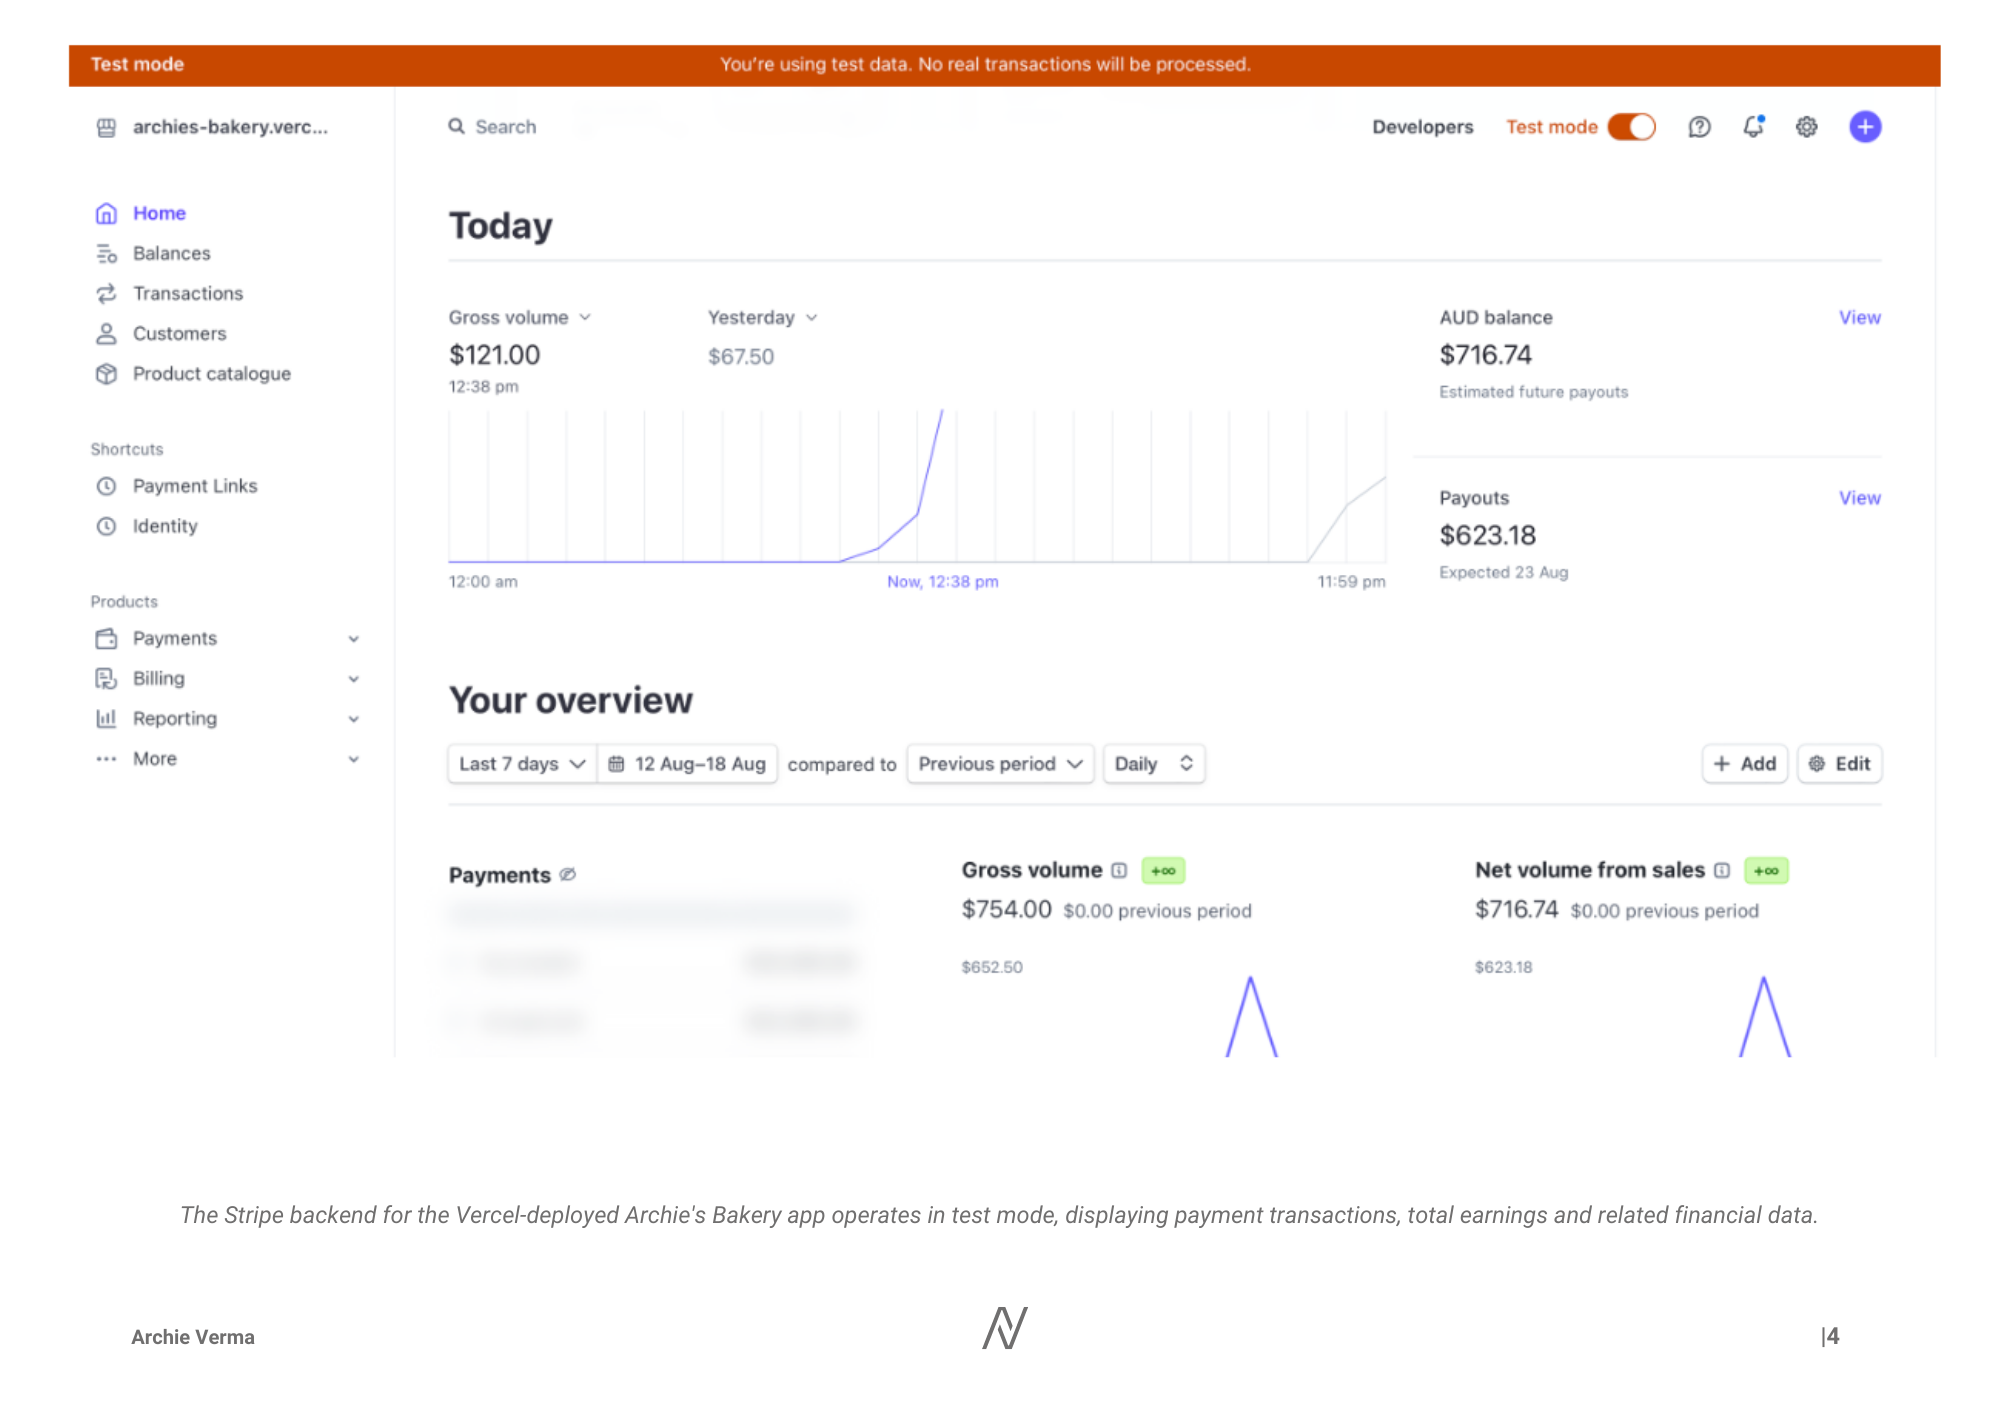 Test mode
You're using test data. No real transactions will be processed.
archies-bakery.verc...
Search
Developers
Test mode
Home
Balances
Transactions
Customers
Product catalogue
Shortcuts
Payment Links
Identity
Products
Payments
Billing
Reporting
More
Today
Gross volume
$121.00
12:38 pm
Yesterday
$67.50
12:00 am
Now, 12:38 pm
11:59 pm
AUD balance
View
$716.74
Estimated future payouts
Payouts
View
$623.18
Expected 23 Aug
Your overview
Last 7 days 12 Aug–18 Aug compared to Previous period Daily
+ Add
Edit
Payments
Gross volume +∞
$754.00 $0.00 previous period
$652.50
Net volume from sales +∞
$716.74 $0.00 previous period
$623.18
The Stripe backend for the Vercel-deployed Archie's Bakery app operates in test mode, displaying payment transactions, total earnings and related financial data.
Archie Verma
|4